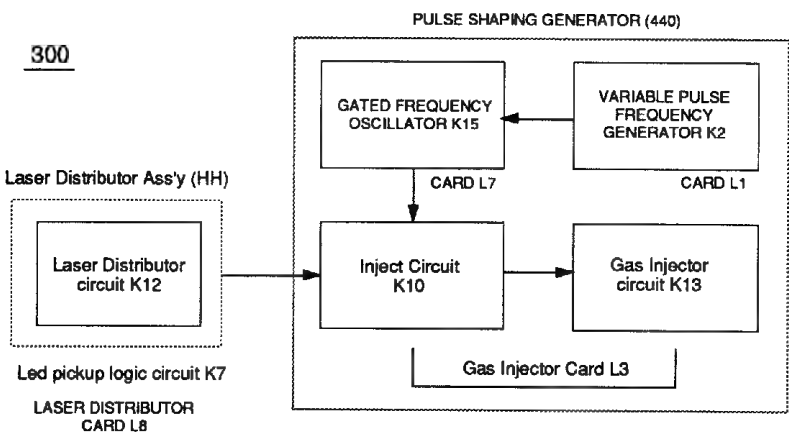 PULSE SHAPING GENERATOR (440)
300
GATED FREQUENCY
OSCILLATOR K15
VARIABLE PULSE
FREQUENCY
GENERATOR K2
CARD L7
CARD L1
Laser Distributor Ass'y (HH)
Laser Distributor
circuit K12
Inject Circuit
K10
Gas Injector
circuit K13
Led pickup logic circuit K7
Gas Injector Card L3
LASER DISTRIBUTOR
CARD L8